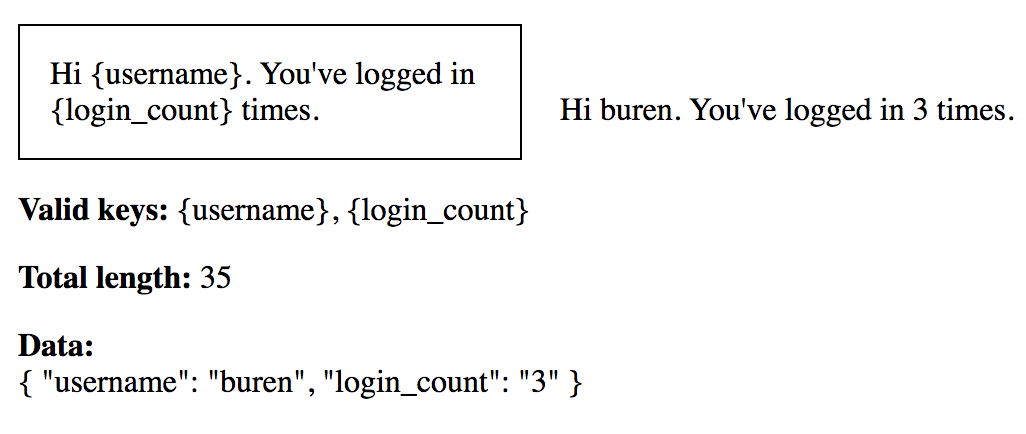 Hi {username}. You've logged in
{login_count} times.
Hi buren. You've logged in 3 times.
Valid keys: {username}, {login_count}
Total length: 35
Data:
{ "username": "buren", "login_count": "3" }